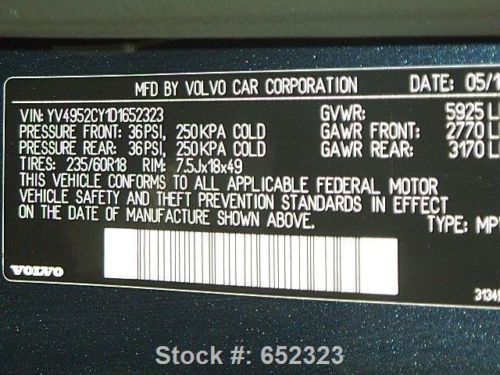 MFD BY VOLVO CAR CORPORATION DATE: 05/1
VIN: YV4952CY1D1652323 GVWR: 5925 L
PRESSURE FRONT: 36PSI, 250KPA COLD GAWR FRONT: 2770 L
PRESSURE REAR: 36PSI, 250KPA COLD GAWR REAR: 3170 L
TIRES: 235/60R18 RIM: 7.5Jx18x49
THIS VEHICLE CONFORMS TO ALL APPLICABLE FEDERAL MOTOR
VEHICLE SAFETY AND THEFT PREVENTION STANDARDS IN EFFECT
ON THE DATE OF MANUFACTURE SHOWN ABOVE.
TYPE: MP
VOLVO
3134
Stock #: 652323